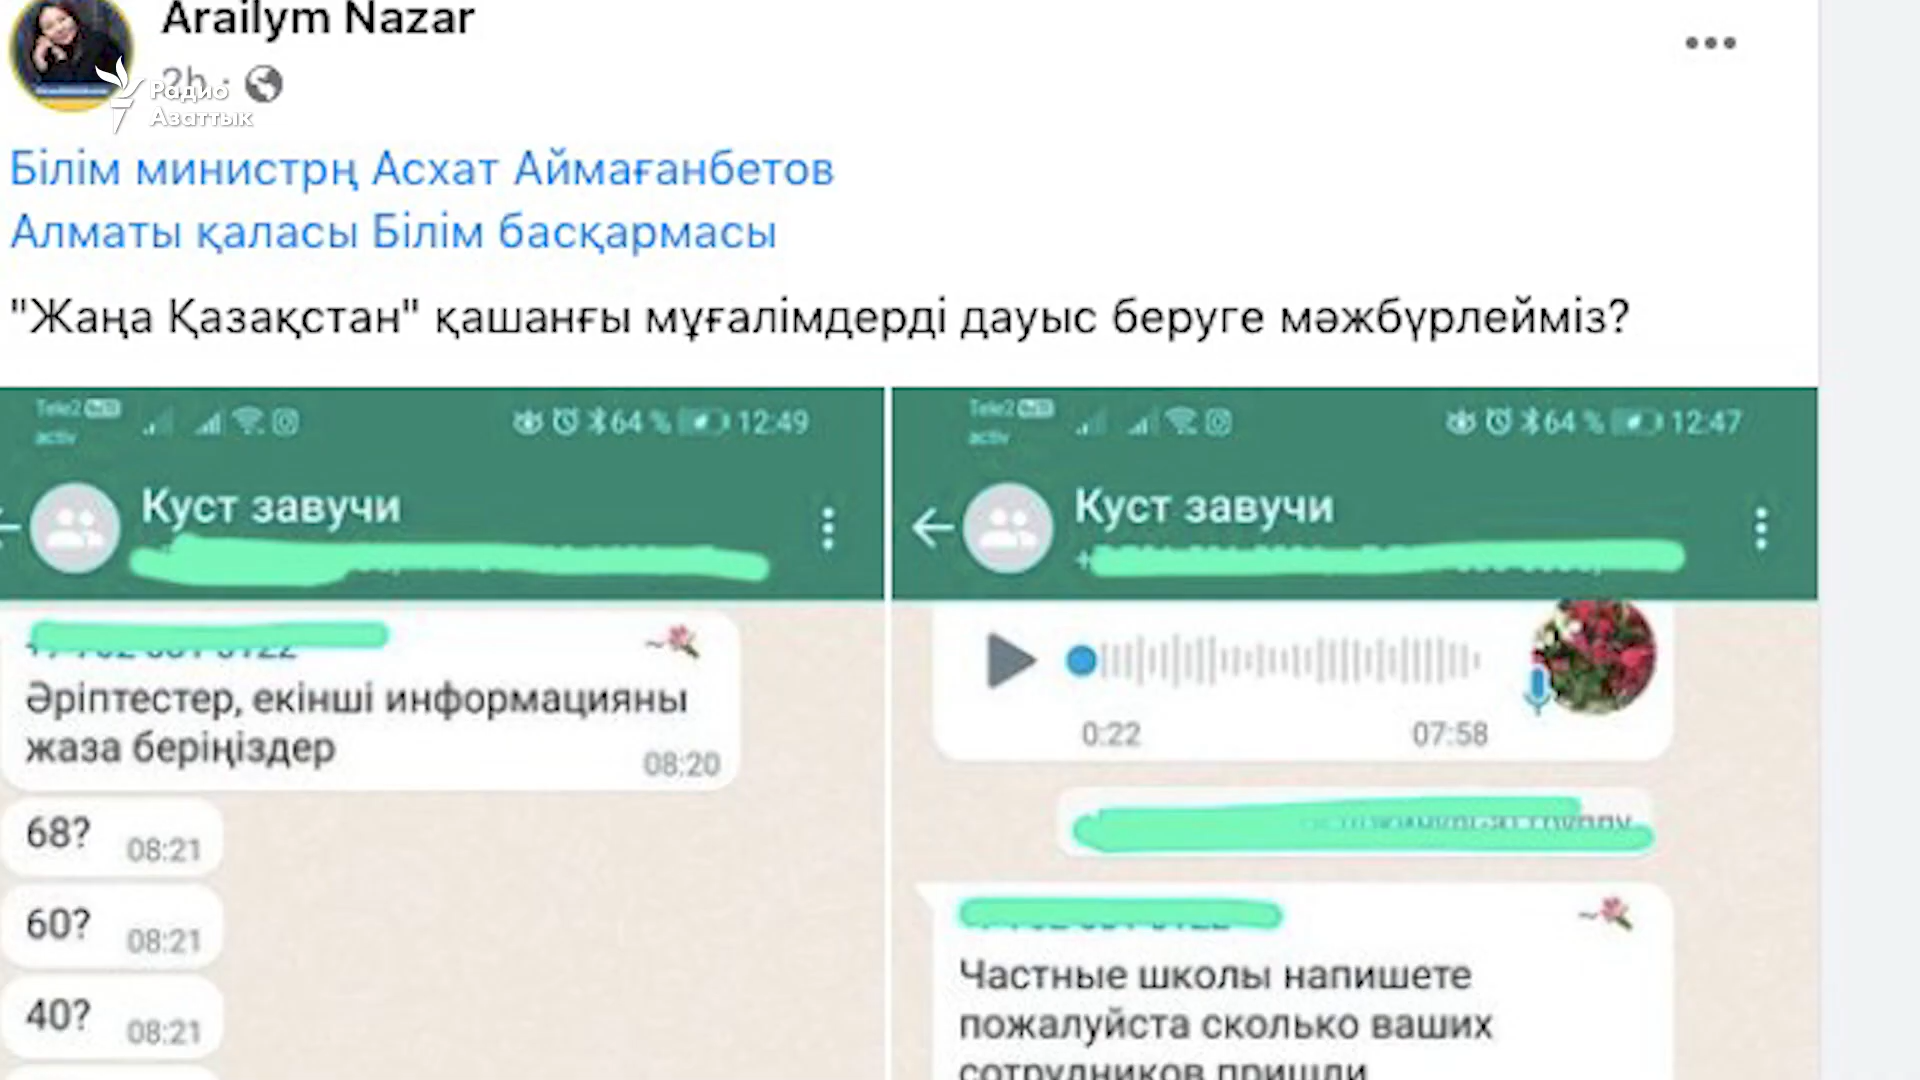 Arailym Nazar
2h ·
Радио
Азаттык
Білім министрң Асхат Аймағанбетов
Алматы қаласы Білім басқармасы
"Жаңа Қазақстан" қашанғы мұғалімдерді дауыс беруге мәжбүрлейміз?
Tele2
activ
64 %
12:49
Куст завучи
Әріптестер, екінші информацияны
жаза беріңіздер
08:20
68?
08:21
60?
08:21
40?
08:21
Tele2
activ
64 %
12:47
Куст завучи
0:22
07:58
Частные школы напишете
пожалуйста сколько ваших
сотрудников пришли